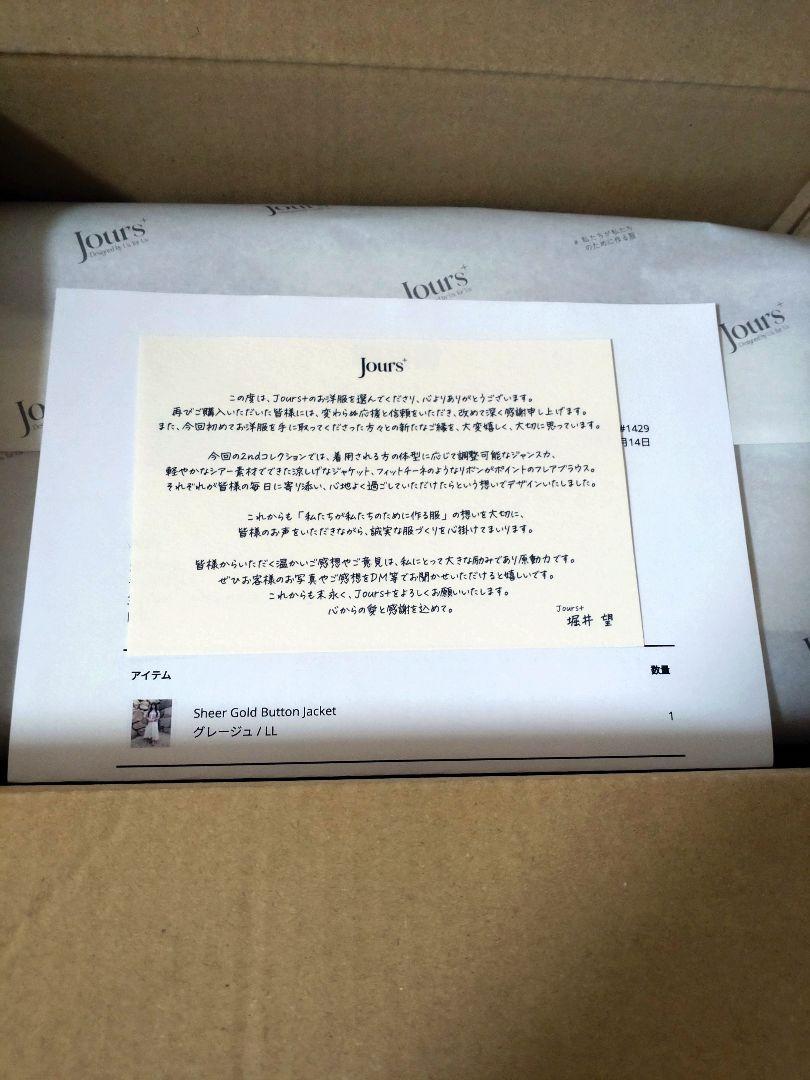 Jours+
Designed by Us for Us
# 私たちが私たち
のために作る服
Jours+
Jours+
Designed by Us for Us
Jours+
この度は、Jours+のお洋服を選んでくださり、心よりありがとうございます。
再びご購入いただいた皆様には、変わらぬ応援と信頼をいただき、改めて深く感謝申し上げます。
また、今回初めてお洋服を手に取ってくださった方々との新たなご縁を、大変嬉しく、大切に思っています。
今回の2ndコレクションでは、着用される方の体型に応じて調整可能なジャンスカ、
軽やかなシアー素材でできた涼しげなジャケット、フィットチーネのようなリボンがポイントのフレアブラウス。
それぞれが皆様の毎日に寄り添い、心地よく過ごしていただけたらという想いでデザインいたしました。
これからも「私たちが私たちのために作る服」の想いを大切に、
皆様のお声をいただきながら、誠実な服づくりを心掛けてまいります。
皆様からいただく温かいご感想やご意見は、私にとって大きな励みであり原動力です。
ぜひお客様のお写真やご感想をDM等でお聞かせいただけると嬉しいです。
これからも末永く、Jours+をよろしくお願いいたします。
心からの愛と感謝を込めて。
Jours+
堀井 望
#1429
月14日
アイテム 数量
Sheer Gold Button Jacket 1
グレージュ / LL